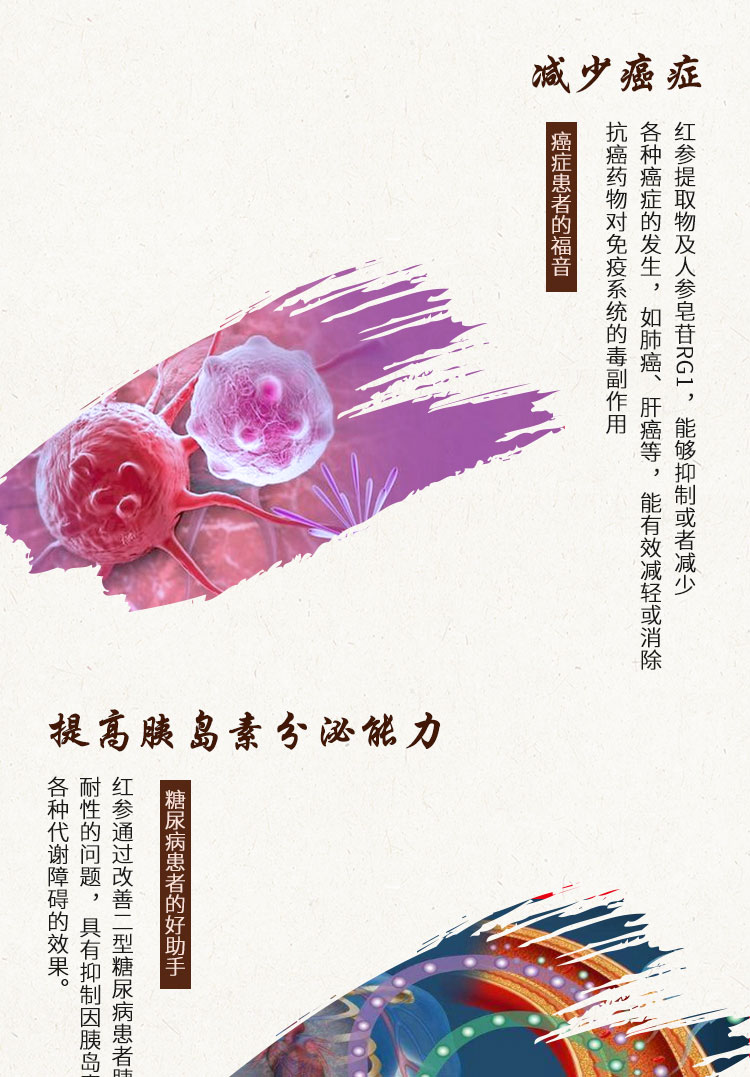 减少癌症
红参提取物及人参皂苷RG1，能够抑制或者减少
各种癌症的发生，如肺癌、肝癌等，能有效减轻或消除
抗癌药物对免疫系统的毒副作用
癌症患者的福音
提高胰岛素分泌能力
糖尿病患者的好助手
红参通过改善二型糖尿病患者胰
耐性的问题，具有抑制因胰岛素
各种代谢障碍的效果。